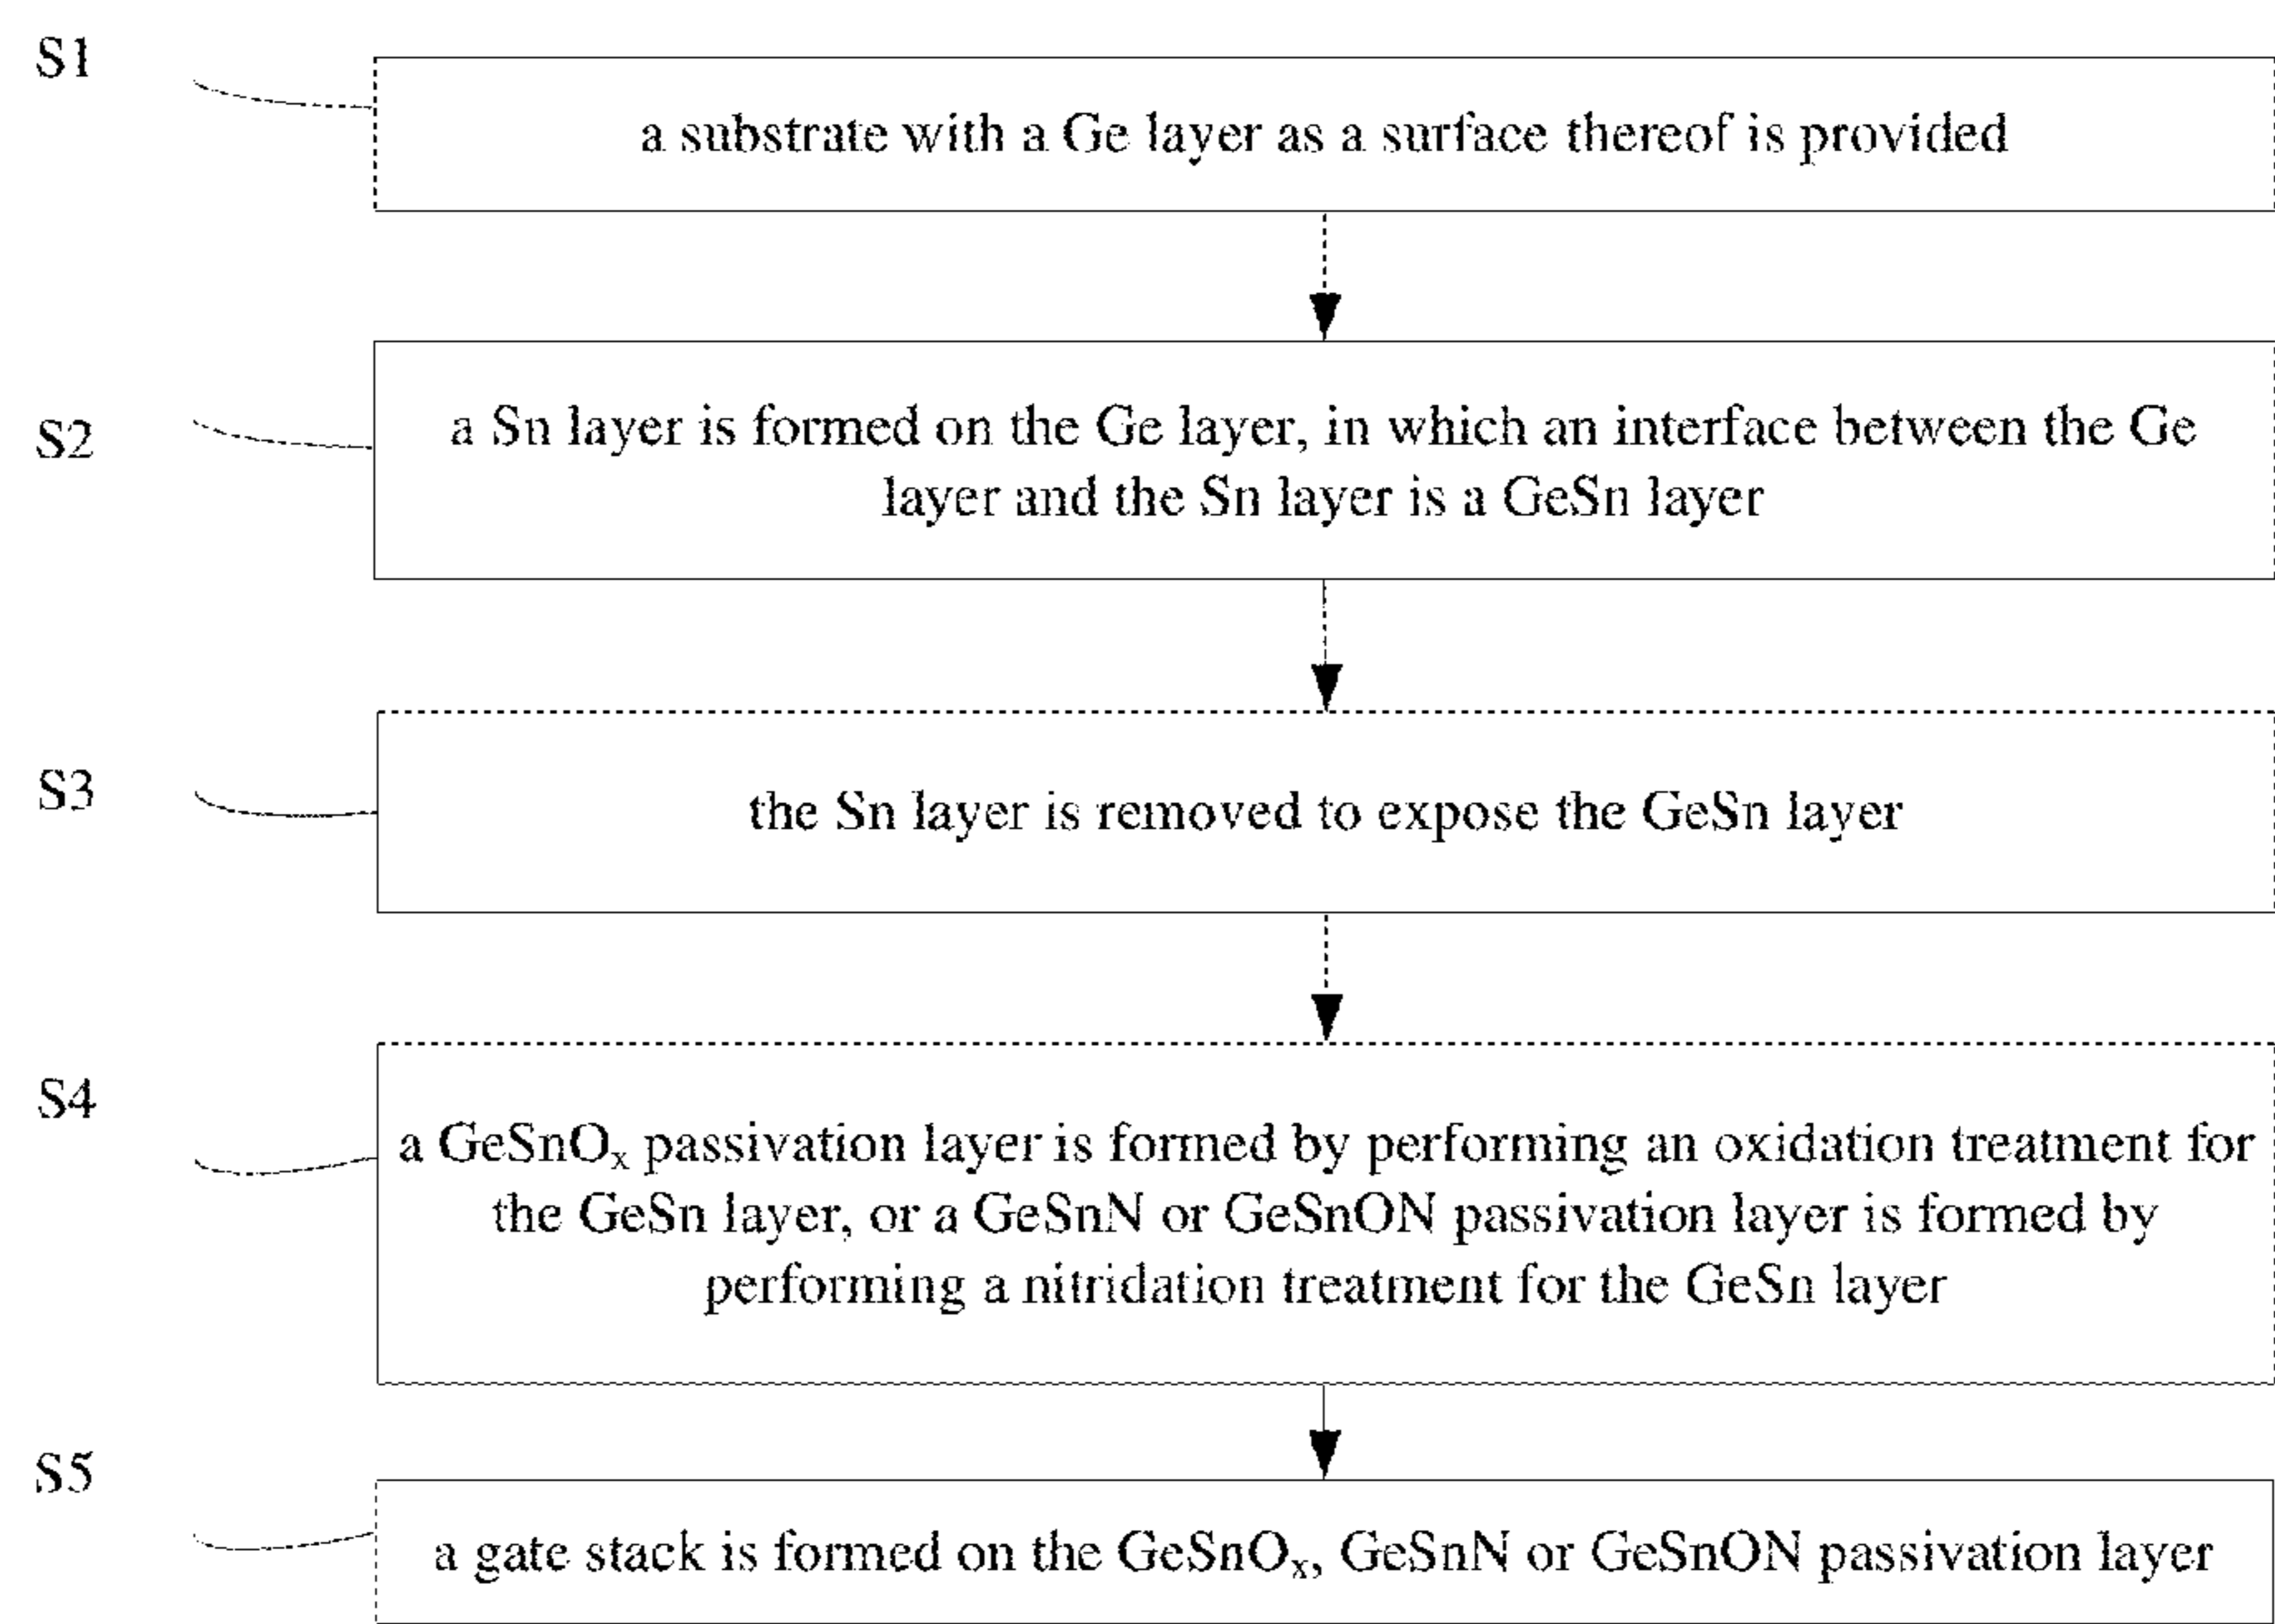 S1
a substrate with a Ge layer as a surface thereof is provided
S2
a Sn layer is formed on the Ge layer, in which an interface between the Ge
layer and the Sn layer is a GeSn layer
S3
the Sn layer is removed to expose the GeSn layer
S4
a GeSnOₓ passivation layer is formed by performing an oxidation treatment for
the GeSn layer, or a GeSnN or GeSnON passivation layer is formed by
performing a nitridation treatment for the GeSn layer
S5
a gate stack is formed on the GeSnOₓ, GeSnN or GeSnON passivation layer